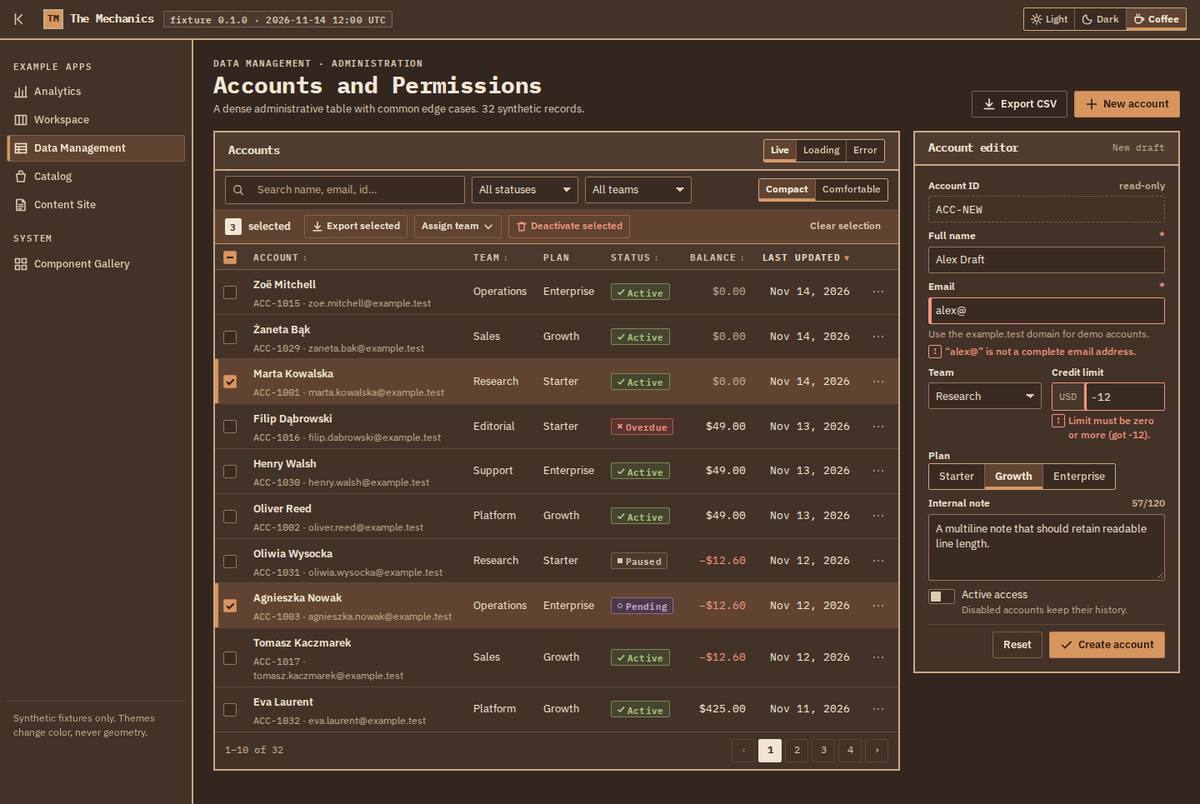 TM The Mechanics fixture 0.1.0 · 2026-11-14 12:00 UTC Light Dark Coffee
EXAMPLE APPS
Analytics
Workspace
Data Management
Catalog
Content Site
SYSTEM
Component Gallery
Synthetic fixtures only. Themes
change color, never geometry.
DATA MANAGEMENT · ADMINISTRATION
Accounts and Permissions
A dense administrative table with common edge cases. 32 synthetic records.
Export CSV New account
Accounts Live Loading Error
Search name, email, id… All statuses All teams Compact Comfortable
3 selected Export selected Assign team Deactivate selected Clear selection
ACCOUNT TEAM PLAN STATUS BALANCE LAST UPDATED
Zoë Mitchell
ACC-1015 · zoe.mitchell@example.test Operations Enterprise Active $0.00 Nov 14, 2026
Żaneta Bąk
ACC-1029 · zaneta.bak@example.test Sales Growth Active $0.00 Nov 14, 2026
Marta Kowalska
ACC-1001 · marta.kowalska@example.test Research Starter Active $0.00 Nov 14, 2026
Filip Dąbrowski
ACC-1016 · filip.dabrowski@example.test Editorial Starter Overdue $49.00 Nov 13, 2026
Henry Walsh
ACC-1030 · henry.walsh@example.test Support Enterprise Active $49.00 Nov 13, 2026
Oliver Reed
ACC-1002 · oliver.reed@example.test Platform Growth Active $49.00 Nov 13, 2026
Oliwia Wysocka
ACC-1031 · oliwia.wysocka@example.test Research Starter Paused −$12.60 Nov 12, 2026
Agnieszka Nowak
ACC-1003 · agnieszka.nowak@example.test Operations Enterprise Pending −$12.60 Nov 12, 2026
Tomasz Kaczmarek
ACC-1017 ·
tomasz.kaczmarek@example.test Sales Growth Active −$12.60 Nov 12, 2026
Eva Laurent
ACC-1032 · eva.laurent@example.test Platform Growth Active $425.00 Nov 11, 2026
1–10 of 32 ‹ 1 2 3 4 ›
Account editor New draft
Account ID read-only
ACC-NEW
Full name *
Alex Draft
Email *
alex@
Use the example.test domain for demo accounts.
! “alex@” is not a complete email address.
Team Credit limit
Research USD -12
! Limit must be zero
or more (got -12).
Plan
Starter Growth Enterprise
Internal note 57/120
A multiline note that should retain readable
line length.
Active access
Disabled accounts keep their history.
Reset Create account